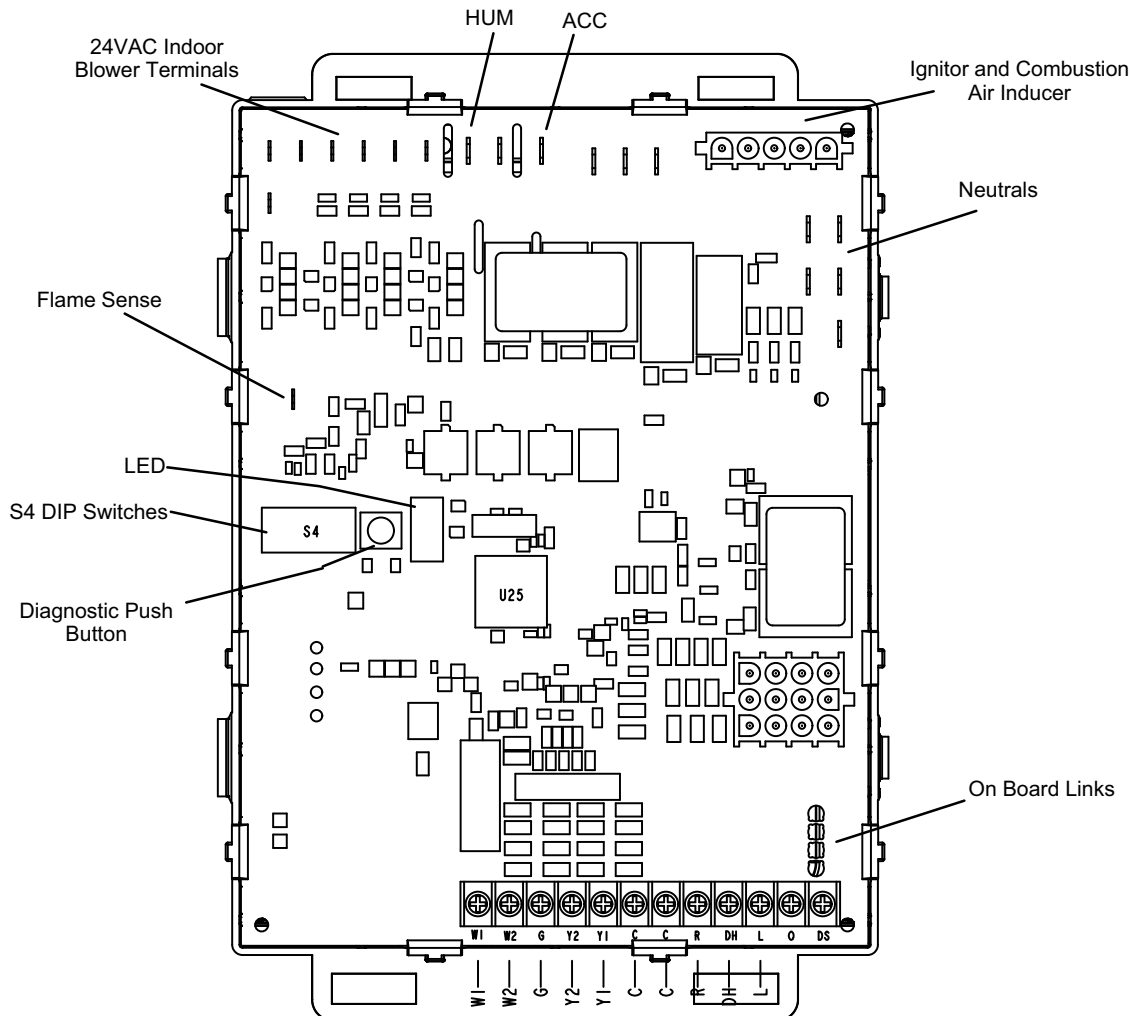 HUM
ACC
24VAC Indoor
Blower Terminals
Ignitor and Combustion
Air Inducer
Neutrals
Flame Sense
LED
S4 DIP Switches
S4
Diagnostic Push
Button
U25
On Board Links
W1 W2 G Y2 Y1 C C R DH L O DS
W1 W2 G Y2 Y1 C C R DH L